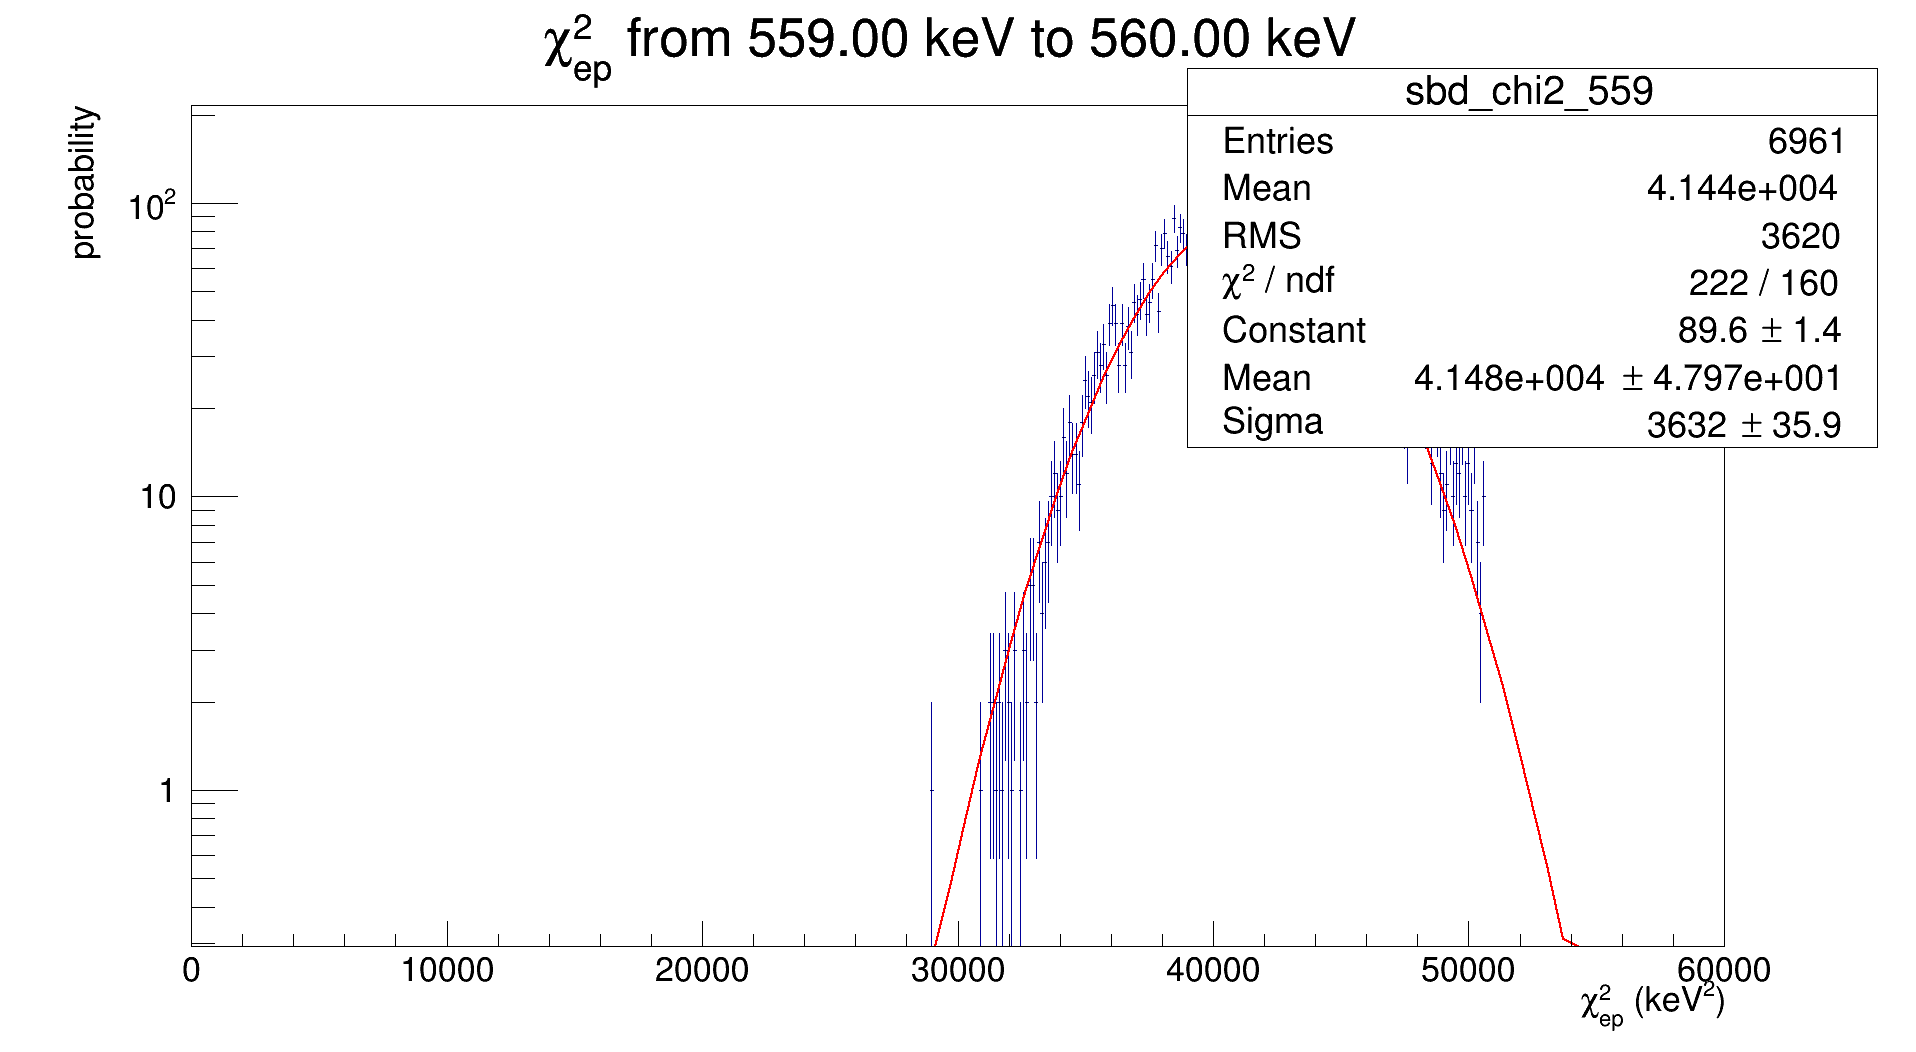 χ²ep from 559.00 keV to 560.00 keV
sbd_chi2_559
Entries 6961
Mean 4.144e+004
RMS 3620
χ² / ndf 222 / 160
Constant 89.6 ± 1.4
Mean 4.148e+004 ± 4.797e+001
Sigma 3632 ± 35.9
probability
10²
10
1
0 10000 20000 30000 40000 50000 60000
χ²ep (keV²)